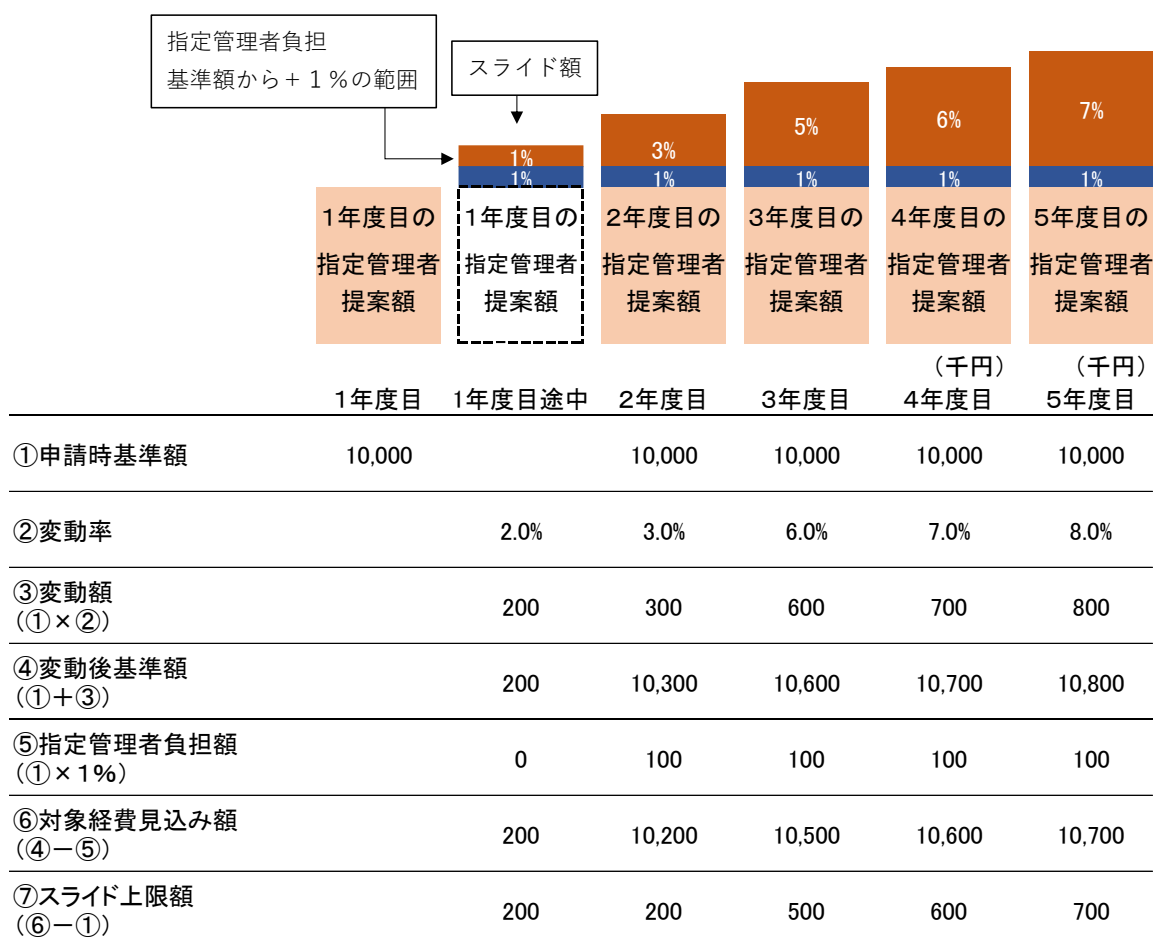 指定管理者負担
基準額から＋１％の範囲
スライド額
1%
1%
3%
1%
5%
1%
6%
1%
7%
1%
1年度目の
指定管理者
提案額
1年度目の
指定管理者
提案額
2年度目の
指定管理者
提案額
3年度目の
指定管理者
提案額
4年度目の
指定管理者
提案額
5年度目の
指定管理者
提案額
（千円） （千円）
1年度目 1年度目途中 2年度目 3年度目 4年度目 5年度目
①申請時基準額 10,000 10,000 10,000 10,000 10,000
②変動率 2.0% 3.0% 6.0% 7.0% 8.0%
③変動額
（①×②） 200 300 600 700 800
④変動後基準額
（①＋③） 200 10,300 10,600 10,700 10,800
⑤指定管理者負担額
（①×1%） 0 100 100 100 100
⑥対象経費見込み額
（④－⑤） 200 10,200 10,500 10,600 10,700
⑦スライド上限額
（⑥－①） 200 200 500 600 700